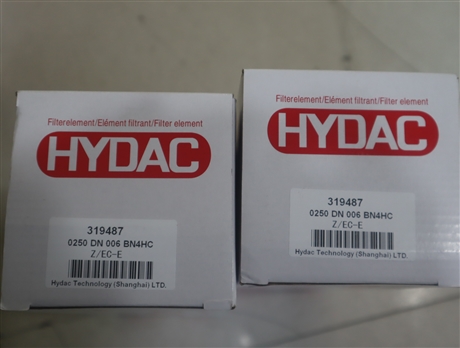 Filterelement/Elément filtrant/Filter element
HYDAC
319487
0250 DN 006 BN4HC
Z/EC-E
Hydac Technology (Shanghai) LTD.
Filterelement/Elément filtrant/Filter element
HYDAC
319487
0250 DN 006 BN4HC
Z/EC-E
Hydac Technology (Shanghai) LTD.